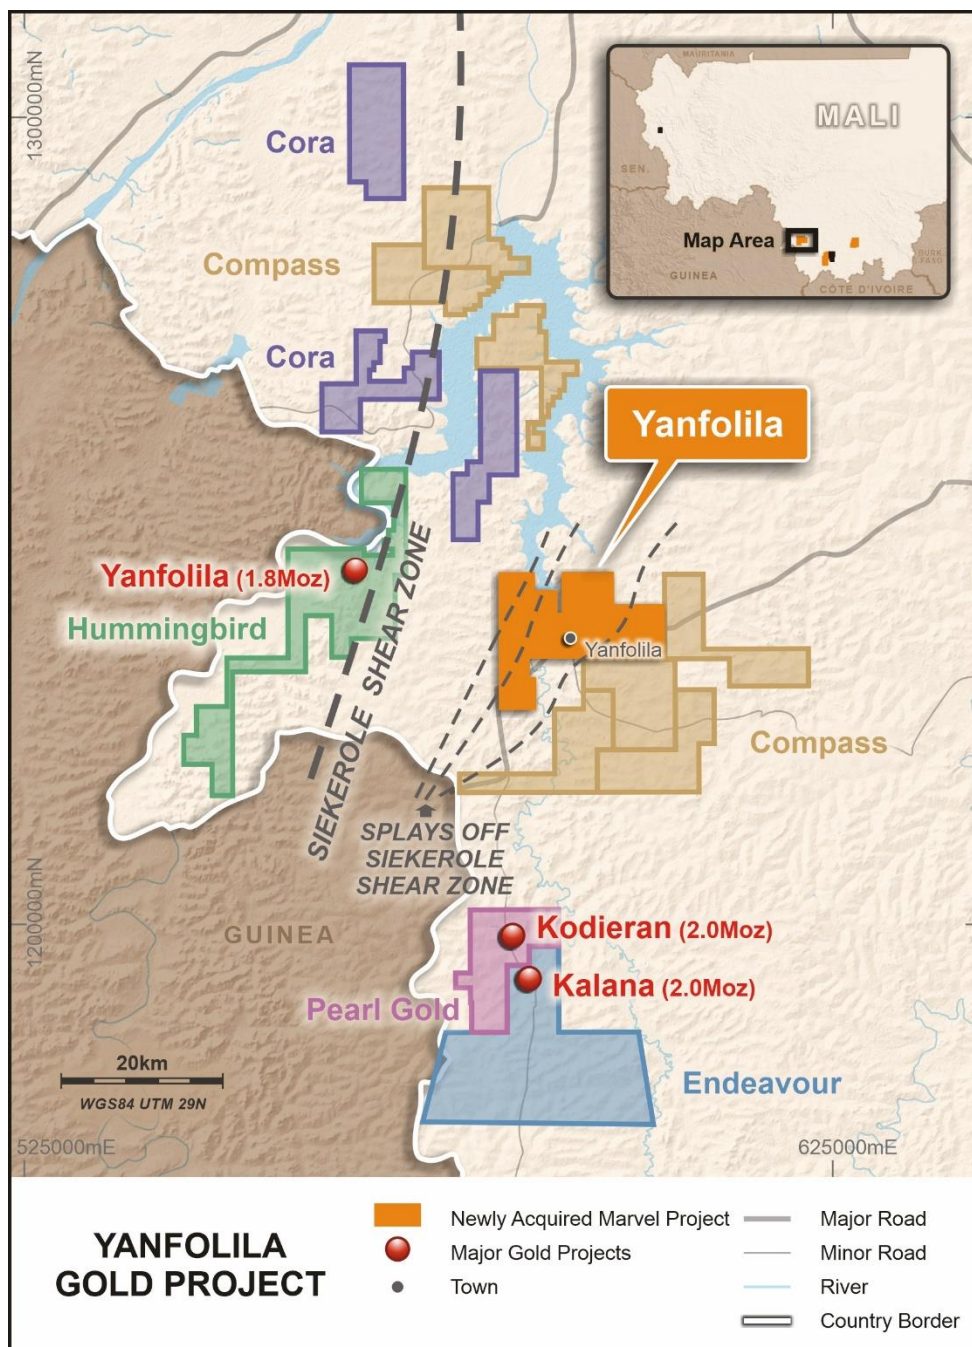 1300000mN
Cora
Compass
Cora
MAURITANIA
MALI
SEN.
Map Area
GUINEA
BURK.
FASO
CÔTE D'IVOIRE
Yanfolila
Yanfolila (1.8Moz)
Hummingbird
SIEKEROLE SHEAR ZONE
Yanfolila
Compass
SPLAYS OFF
SIEKEROLE
SHEAR ZONE
1200000mN
GUINEA
Kodieran (2.0Moz)
Kalana (2.0Moz)
Pearl Gold
Endeavour
20km
WGS84 UTM 29N
525000mE
625000mE
YANFOLILA
GOLD PROJECT
Newly Acquired Marvel Project
Major Gold Projects
Town
Major Road
Minor Road
River
Country Border